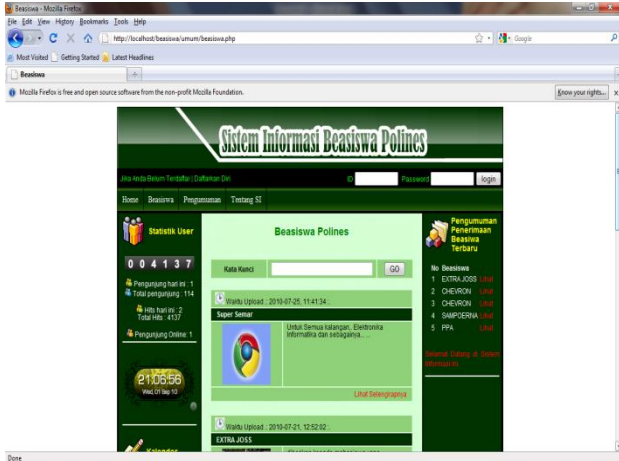 Beasiswa - Mozilla Firefox
File Edit View History Bookmarks Tools Help
http://localhost/beasiswa/umum/beasiswa.php
Google
Most Visited Getting Started Latest Headlines
Beasiswa
Mozilla Firefox is free and open source software from the non-profit Mozilla Foundation.
Know your rights...
Sistem Informasi Beasiswa Polines
Jika Anda Belum Terdaftar | Daftarkan Diri
ID
Password
login
Home Beasiswa Pengumuman Tentang SI
Statistik User
0 0 4 1 3 7
Pengunjung hari ini : 1
Total pengunjung : 114
Hits hari ini : 2
Total Hits : 4137
Pengunjung Online: 1
21:06:56
Wed, 01 Sep 10
Kalender
Beasiswa Polines
Kata Kunci
GO
Waktu Upload : 2010-07-25, 11:41:34 :.
Super Semar
Untuk Semua kalangan, Elektronika
Informatika dan sebagainya.. ...
Lihat Selengkapnya
Waktu Upload : 2010-07-21, 12:52:02 :.
EXTRA JOSS
Pengumuman
Penerimaan
Beasiwa
Terbaru
No Beasiswa
1 EXTRA JOSS Lihat
2 CHEVRON Lihat
3 CHEVRON Lihat
4 SAMPOERNA Lihat
5 PPA Lihat
Selamat Datang di Sistem
Informasi ini
Done